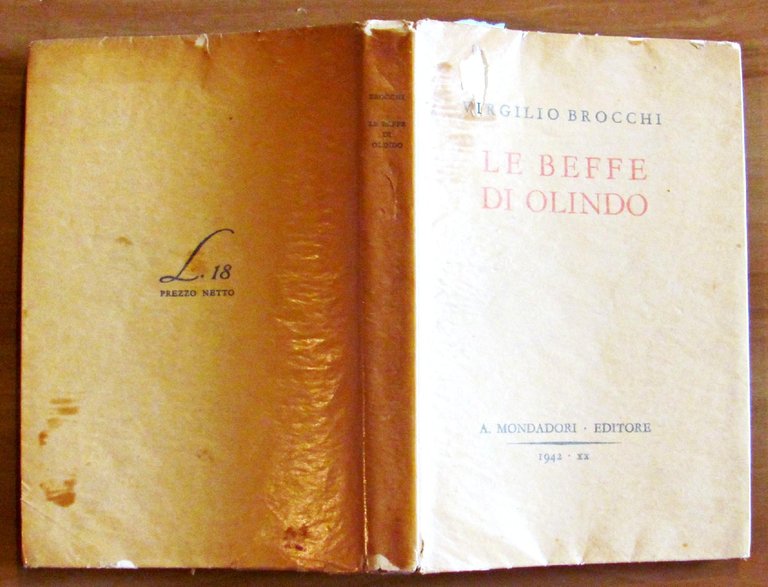 L. 18
PREZZO NETTO
BROCCHI
LE BEFFE
DI
OLINDO
VIRGILIO BROCCHI
LE BEFFE
DI OLINDO
A. MONDADORI · EDITORE
1942 · XX